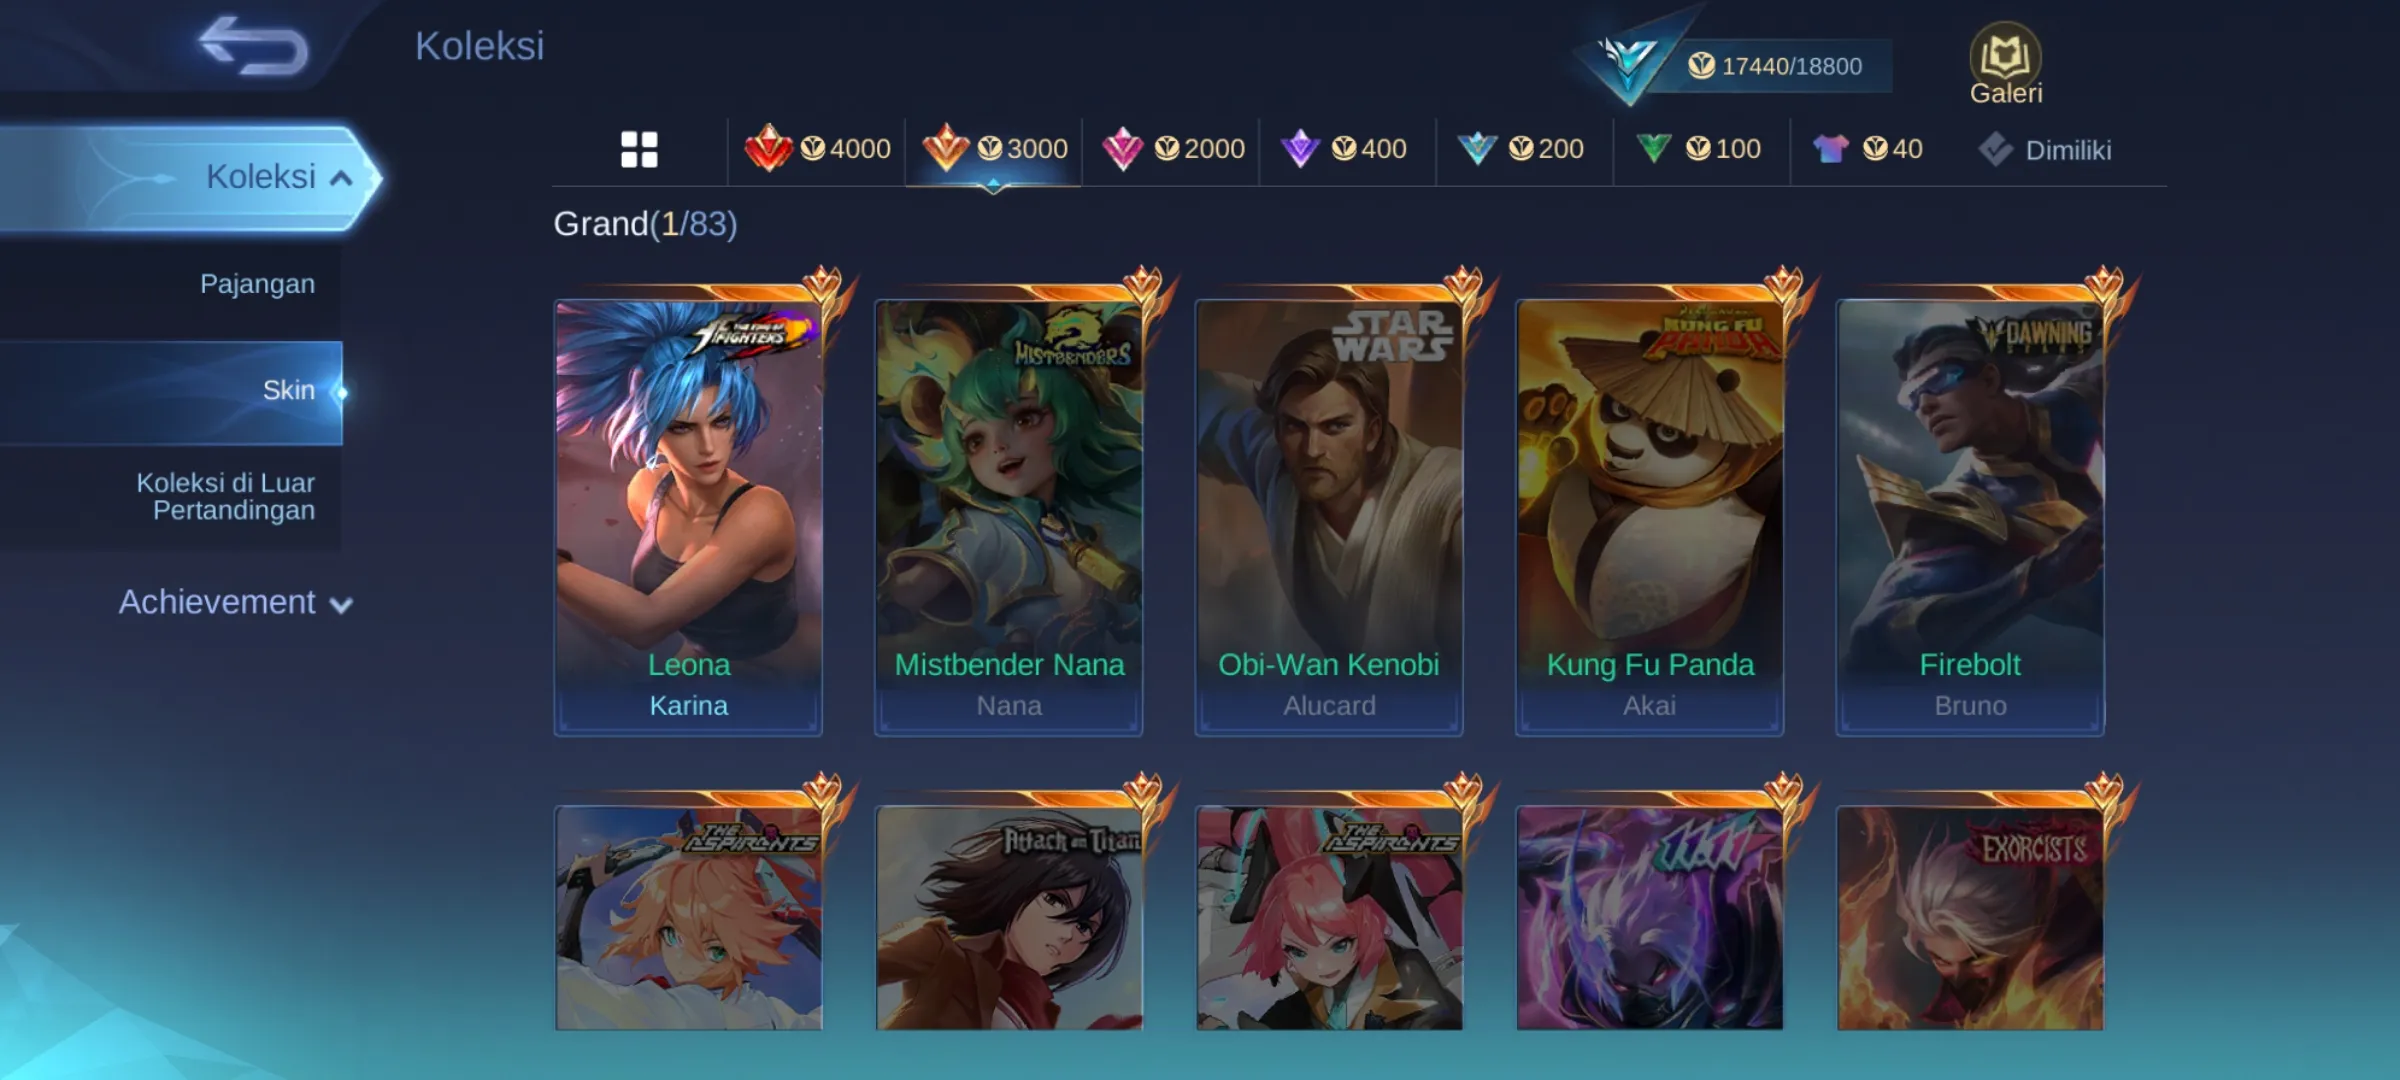 Koleksi
17440/18800
Galeri
Koleksi
4000
3000
2000
400
200
100
40
Dimiliki
Grand(1/83)
Pajangan
Skin
Koleksi di Luar
Pertandingan
Achievement
THE KING OF
FIGHTERS
MISTBENDERS
STAR
WARS
KUNG FU
PANDA
DAWNING
STARS
Leona
Karina
Mistbender Nana
Nana
Obi-Wan Kenobi
Alucard
Kung Fu Panda
Akai
Firebolt
Bruno
THE
ASPIRANTS
Attack on Titan
THE
ASPIRANTS
EXORCISTS